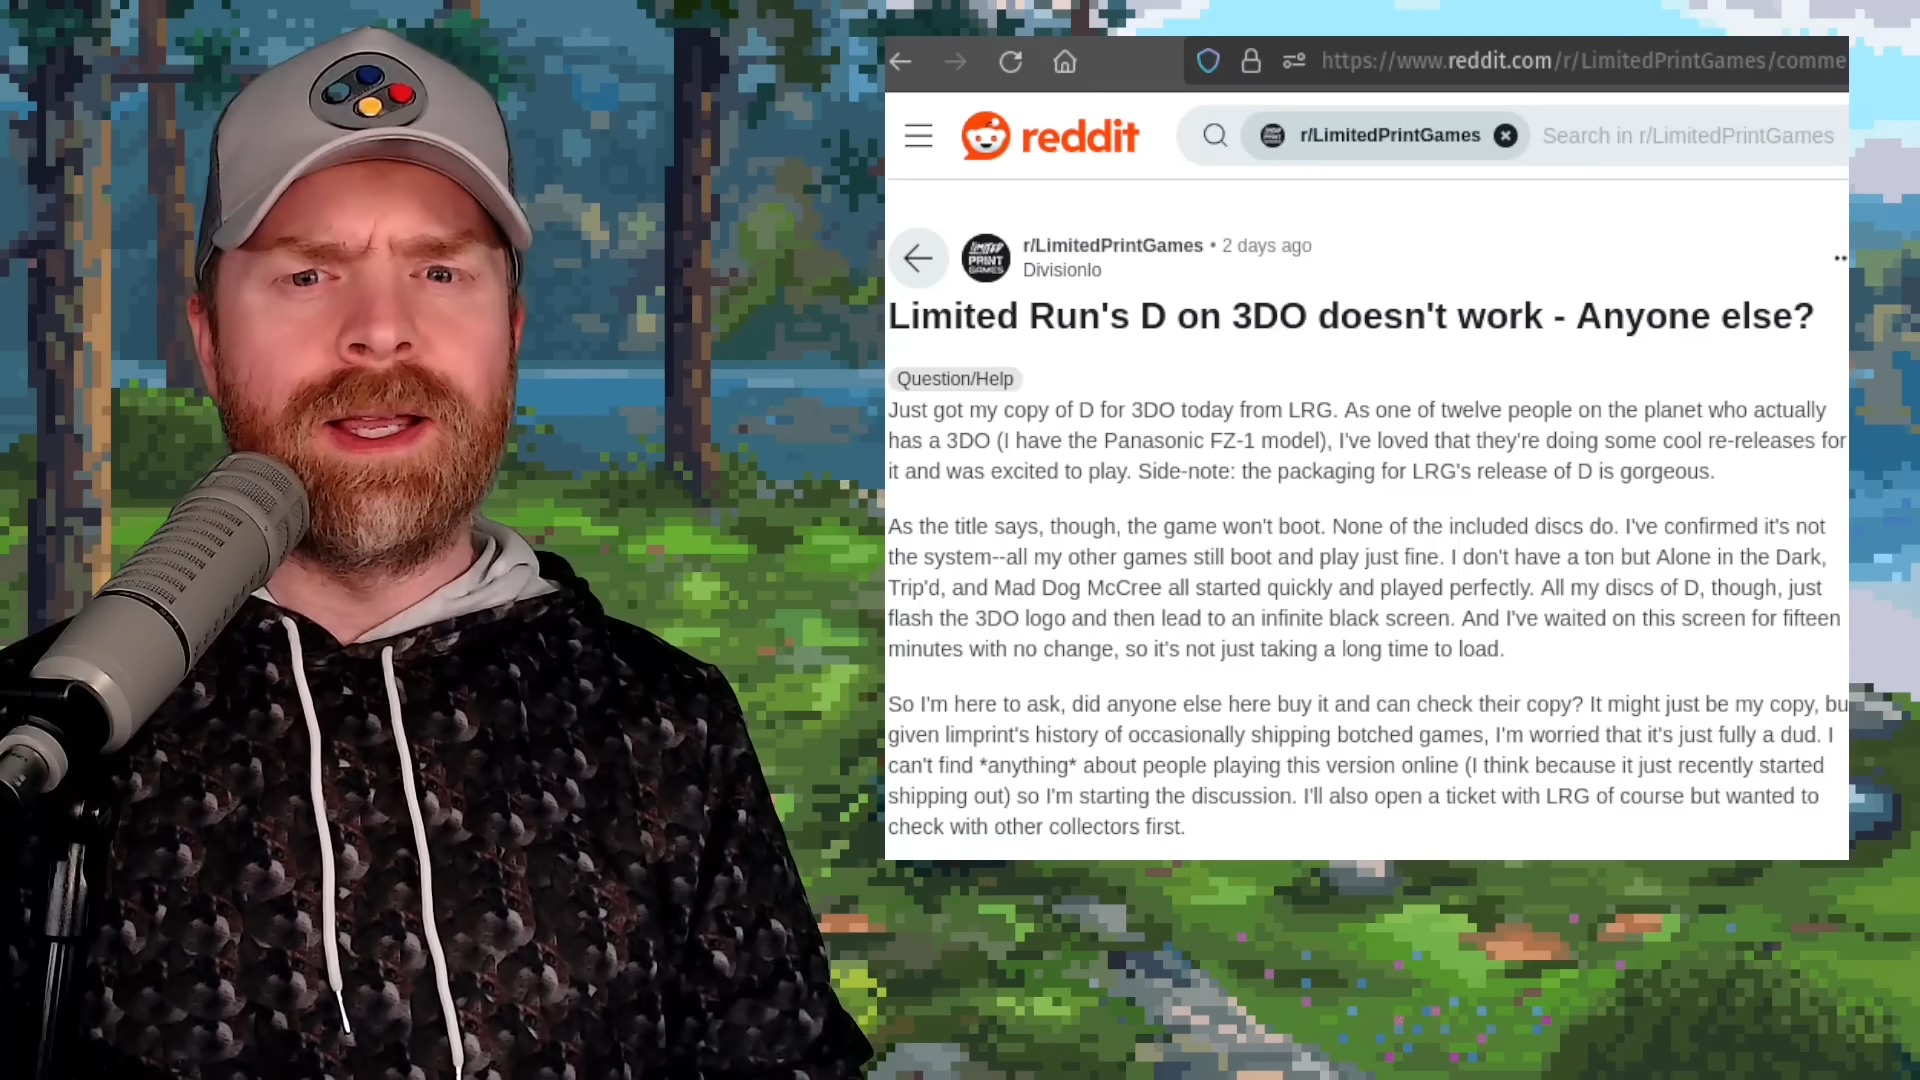 https://www.reddit.com/r/LimitedPrintGames/comme
reddit
r/LimitedPrintGames
Search in r/LimitedPrintGames
LIMITED
PRINT
GAMES
r/LimitedPrintGames • 2 days ago
Divisionlo
Limited Run's D on 3DO doesn't work - Anyone else?
Question/Help
Just got my copy of D for 3DO today from LRG. As one of twelve people on the planet who actually
has a 3DO (I have the Panasonic FZ-1 model), I've loved that they're doing some cool re-releases for
it and was excited to play. Side-note: the packaging for LRG's release of D is gorgeous.
As the title says, though, the game won't boot. None of the included discs do. I've confirmed it's not
the system--all my other games still boot and play just fine. I don't have a ton but Alone in the Dark,
Trip'd, and Mad Dog McCree all started quickly and played perfectly. All my discs of D, though, just
flash the 3DO logo and then lead to an infinite black screen. And I've waited on this screen for fifteen
minutes with no change, so it's not just taking a long time to load.
So I'm here to ask, did anyone else here buy it and can check their copy? It might just be my copy, bu
given limprint's history of occasionally shipping botched games, I'm worried that it's just fully a dud. I
can't find *anything* about people playing this version online (I think because it just recently started
shipping out) so I'm starting the discussion. I'll also open a ticket with LRG of course but wanted to
check with other collectors first.